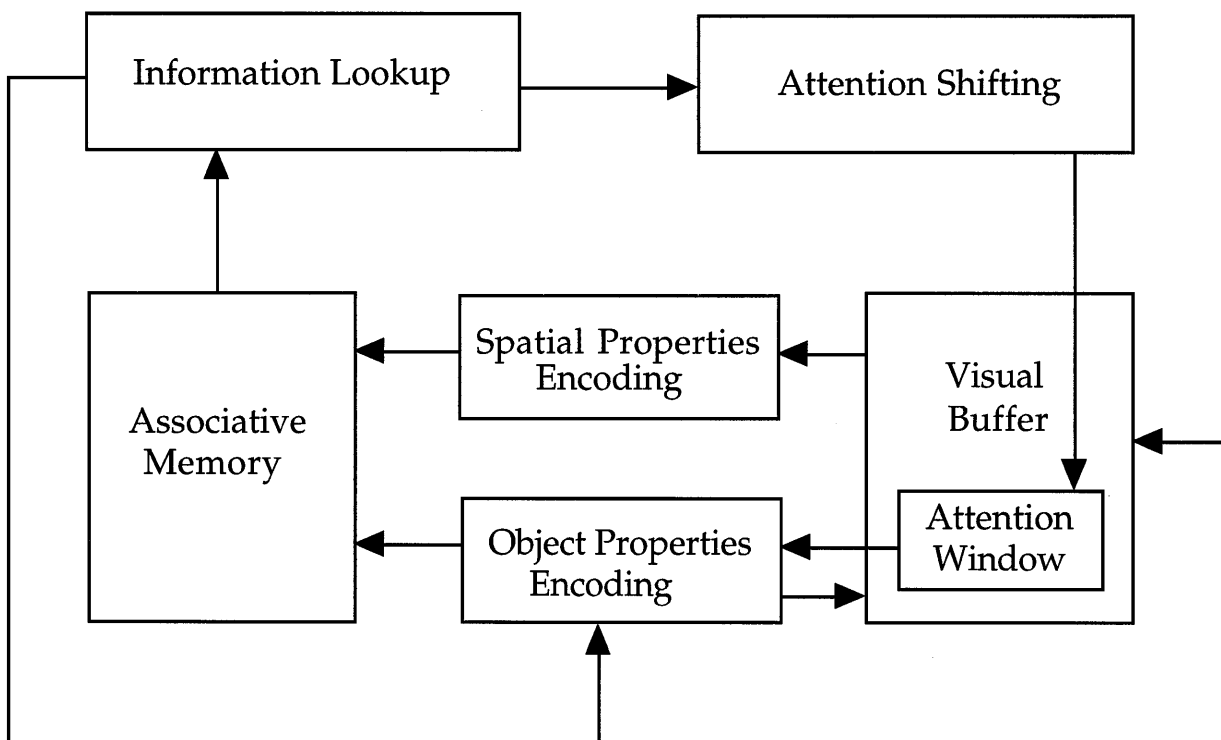 Information Lookup
Attention Shifting
Spatial Properties
Encoding
Visual
Buffer
Associative
Memory
Attention
Window
Object Properties
Encoding